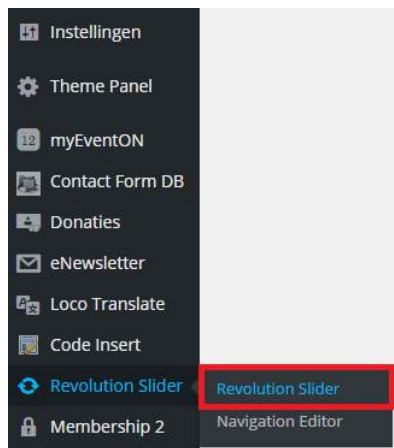 Instellingen
Theme Panel
12 myEventON
Contact Form DB
Donaties
eNewsletter
Loco Translate
Code Insert
Revolution Slider
Revolution Slider
Navigation Editor
Membership 2